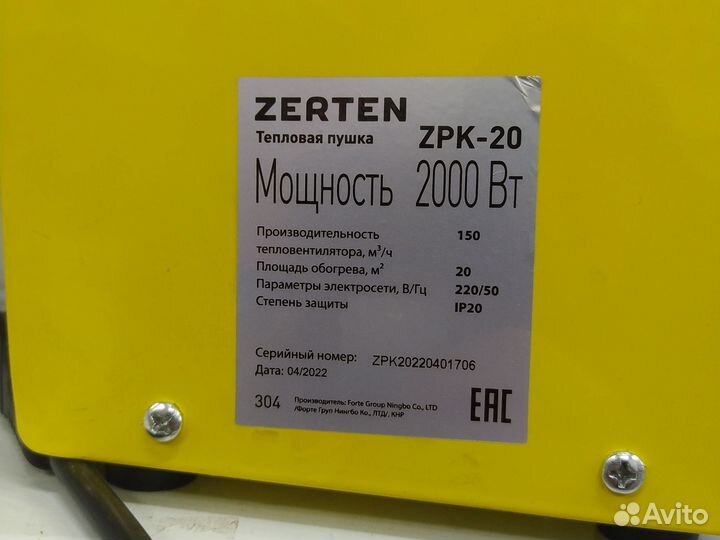 ZERTEN
Тепловая пушка ZPK-20
Мощность 2000 Вт
Производительность 150
тепловентилятора, м³/ч
Площадь обогрева, м² 20
Параметры электросети, В/Гц 220/50
Степень защиты IP20
Серийный номер: ZPK20220401706
Дата: 04/2022
304 Производитель: Forte Group Ningbo Co., LTD
/Форте Груп Нингбо Ко., ЛТД/, КНР
EAC
Avito